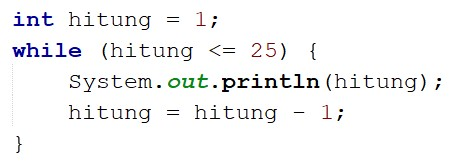 int hitung = 1;
while (hitung <= 25) {
    System.out.println(hitung);
    hitung = hitung - 1;
}